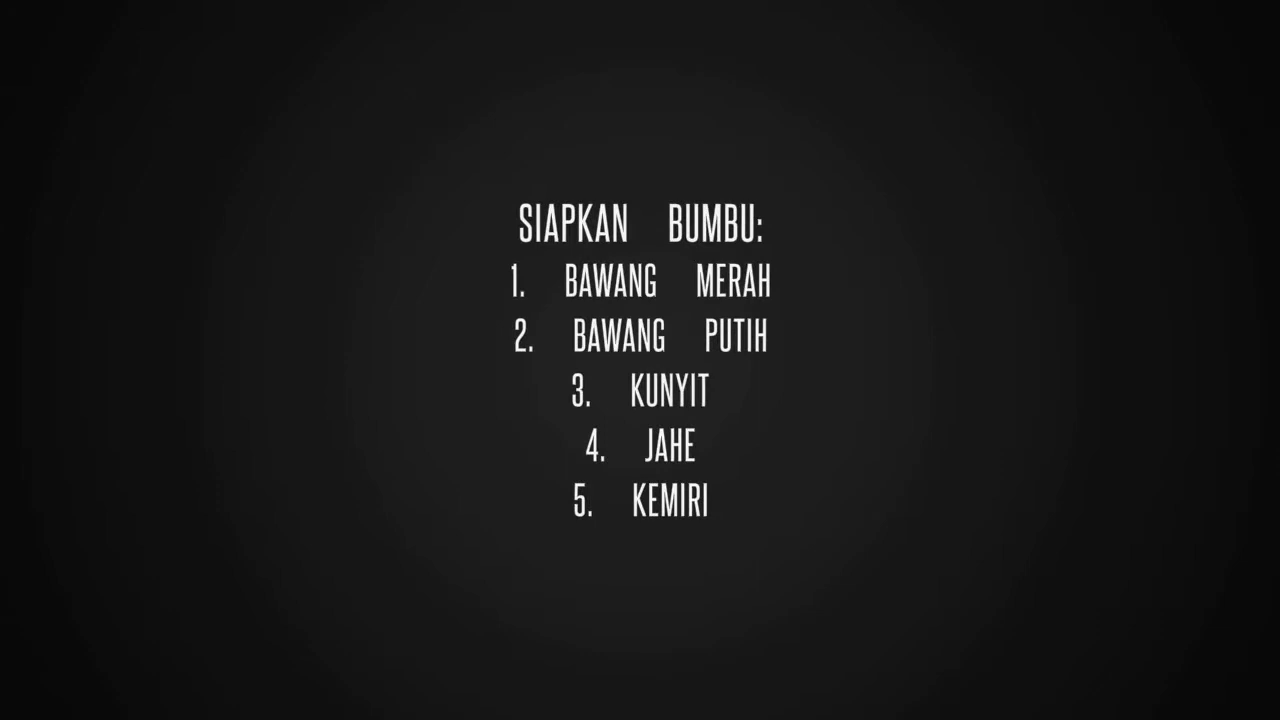 SIAPKAN BUMBU:
1. BAWANG MERAH
2. BAWANG PUTIH
3. KUNYIT
4. JAHE
5. KEMIRI